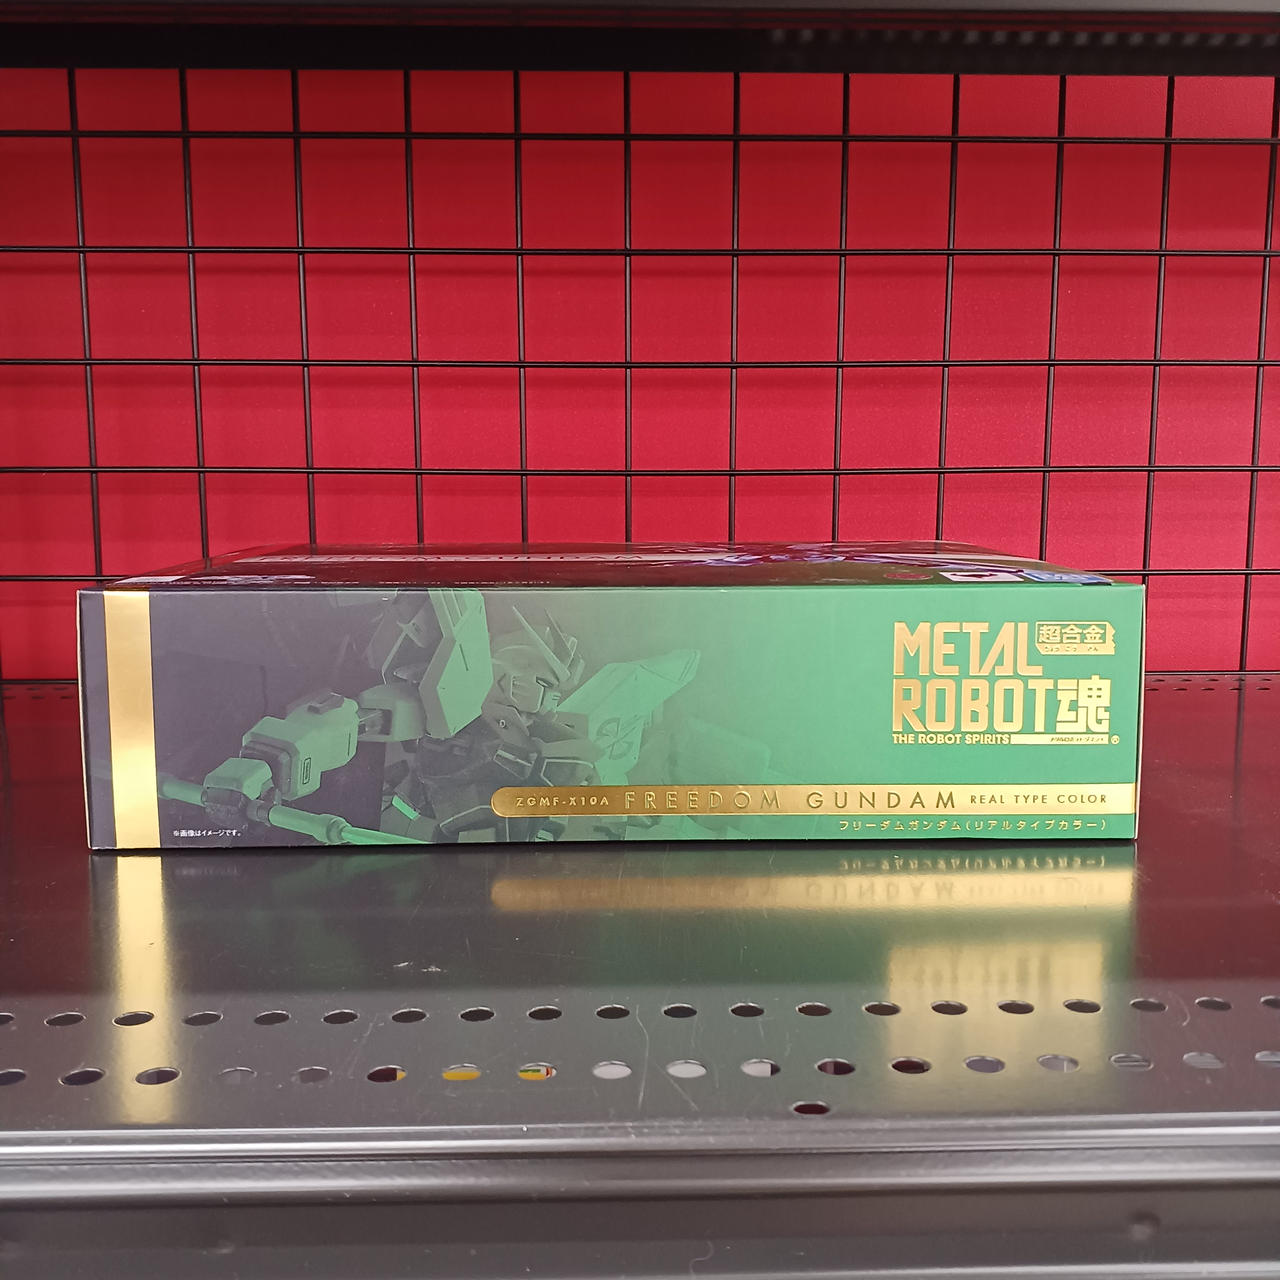 METAL
超合金
ROBOT魂
THE ROBOT SPIRITS
®
ZGMF-X10A FREEDOM GUNDAM REAL TYPE COLOR
フリーダムガンダム(リアルタイプカラー)
※画像はイメージです。